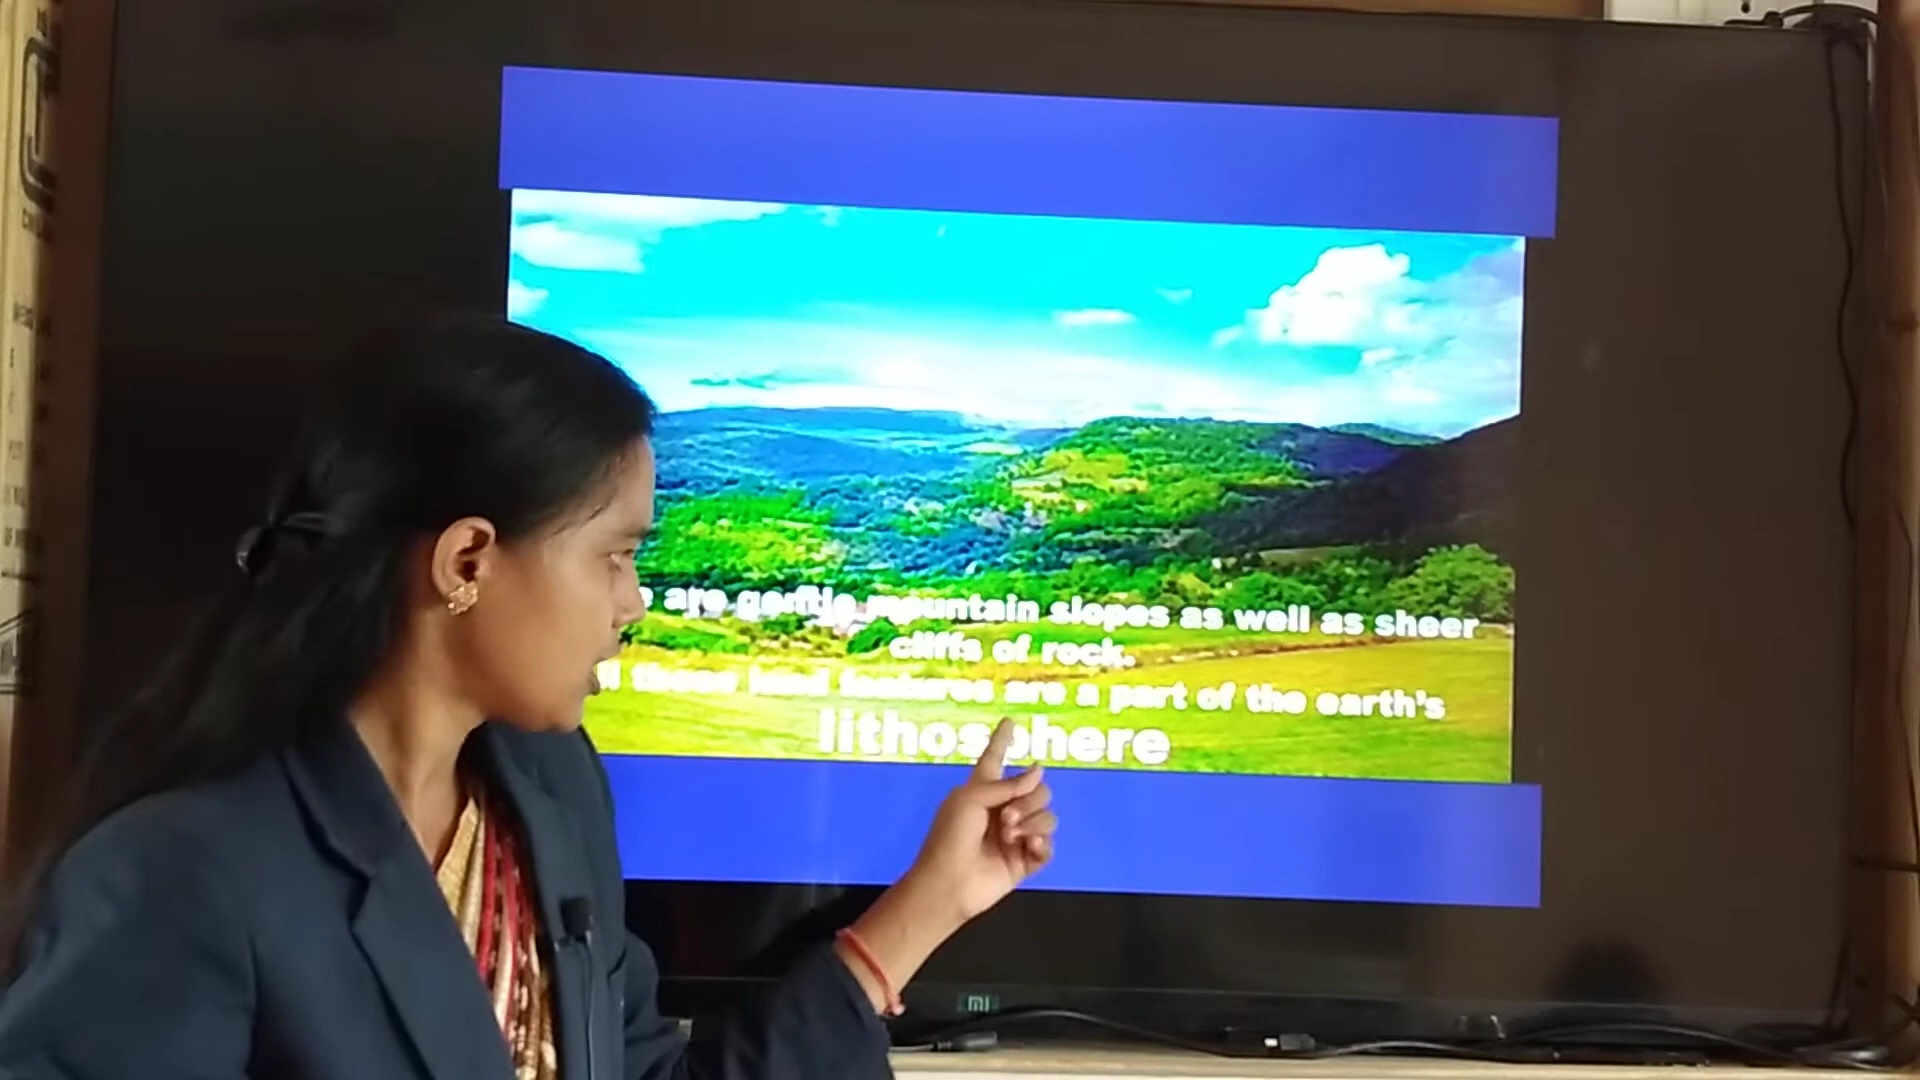 are gentle mountain slopes as well as sheer
cliffs of rock.
these land features are a part of the earth's
lithosphere
mi